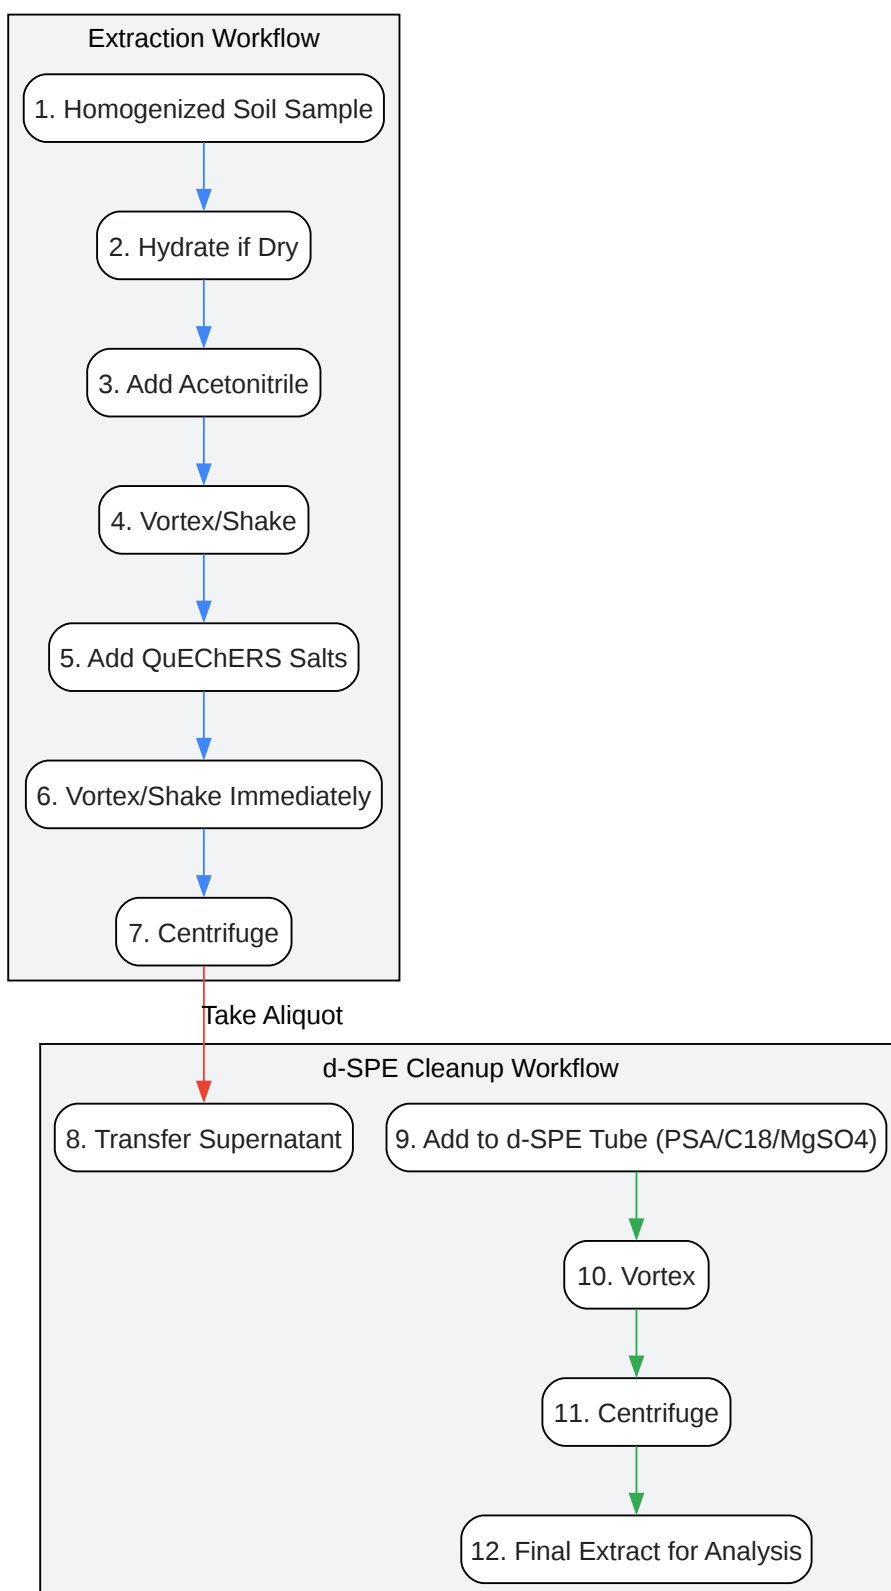 Extraction Workflow
1. Homogenized Soil Sample
2. Hydrate if Dry
3. Add Acetonitrile
4. Vortex/Shake
5. Add QuEChERS Salts
6. Vortex/Shake Immediately
7. Centrifuge
Take Aliquot
d-SPE Cleanup Workflow
8. Transfer Supernatant
9. Add to d-SPE Tube (PSA/C18/MgSO4)
10. Vortex
11. Centrifuge
12. Final Extract for Analysis